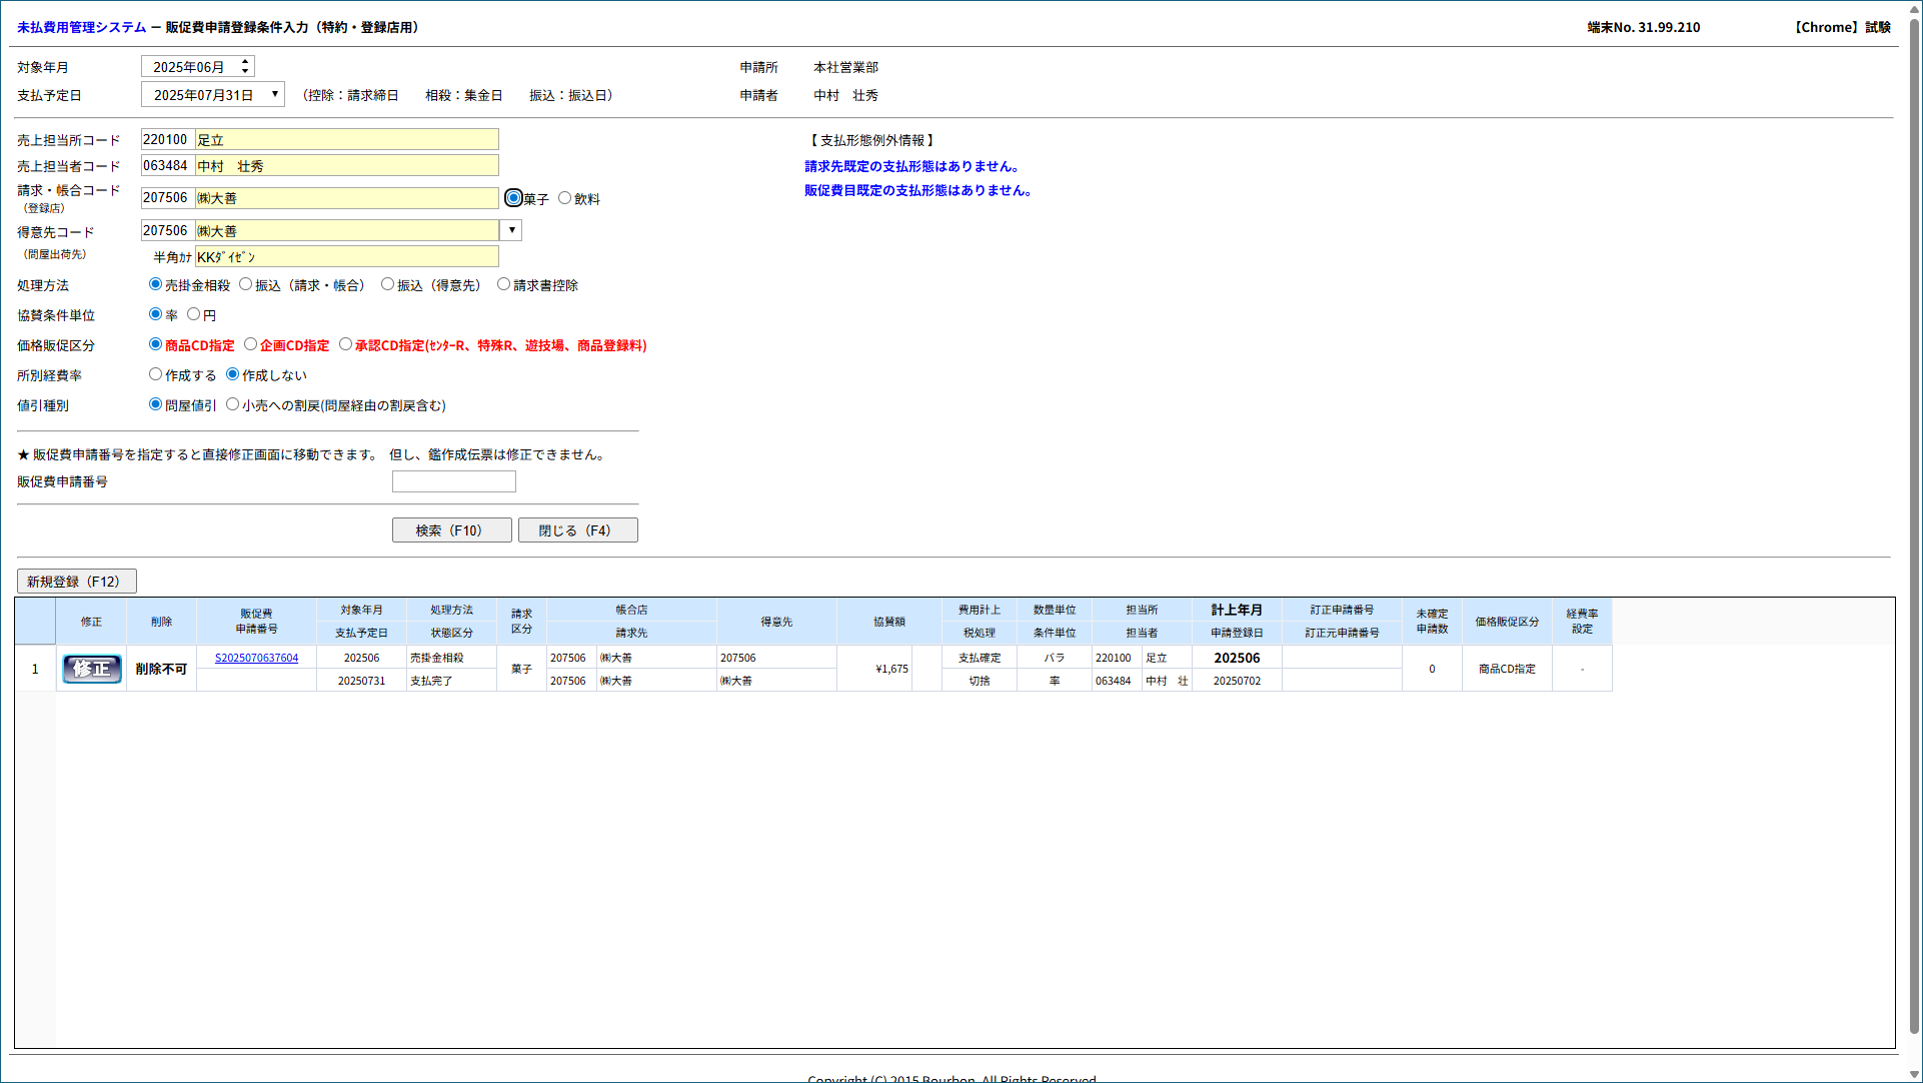 未払費用管理システム － 販促費申請登録条件入力（特約・登録店用）　端末No. 31.99.210　【Chrome】試験
対象年月　2025年06月　申請所　本社営業部
支払予定日　2025年07月31日　（控除：請求締日　相殺：集金日　振込：振込日）　申請者　中村　壮秀
売上担当所コード　220100　足立　【 支払形態例外情報 】
売上担当者コード　063484　中村　壮秀　請求先既定の支払形態はありません。
請求・帳合コード　207506　㈱大善　菓子　飲料　販促費目既定の支払形態はありません。
（登録店）
得意先コード　207506　㈱大善
（問屋出荷先）　半角ｶﾅ　KKﾀﾞｲｾﾞﾝ
処理方法　売掛金相殺　振込（請求・帳合）　振込（得意先）　請求書控除
協賛条件単位　率　円
価格販促区分　商品CD指定　企画CD指定　承認CD指定(ｾﾝﾀｰR、特殊R、遊技場、商品登録料)
所別経費率　作成する　作成しない
値引種別　問屋値引　小売への割戻(問屋経由の割戻含む)
★ 販促費申請番号を指定すると直接修正画面に移動できます。　但し、鑑作成伝票は修正できません。
販促費申請番号
検索（F10）　閉じる（F4）
新規登録（F12）
修正　削除　販促費　対象年月　処理方法　請求　帳合店　得意先　協賛額　費用計上　数量単位　担当所　計上年月　訂正申請番号　未確定　価格販促区分　経費率
申請番号　支払予定日　状態区分　区分　請求先　税処理　条件単位　担当者　申請登録日　訂正元申請番号　申請数　設定
1　修正　削除不可　S2025070637604　202506　売掛金相殺　菓子　207506　㈱大善　207506　¥1,675　支払確定　バラ　220100　足立　202506　0　商品CD指定　-
20250731　支払完了　207506　㈱大善　㈱大善　切捨　率　063484　中村　壮　20250702
Copyright (C) 2015 Bourbon. All Rights Reserved.